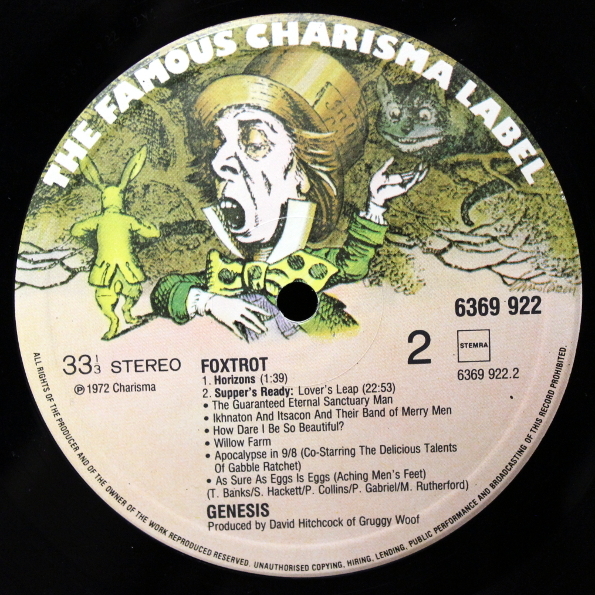 THE FAMOUS CHARISMA LABEL
6369 922
2
STEMRA
6369 922.2
33 1/3 STEREO
℗ 1972 Charisma
FOXTROT
1. Horizons (1:39)
2. Supper's Ready: Lover's Leap (22:53)
• The Guaranteed Eternal Sanctuary Man
• Ikhnaton And Itsacon And Their Band of Merry Men
• How Dare I Be So Beautiful?
• Willow Farm
• Apocalypse in 9/8 (Co-Starring The Delicious Talents
Of Gabble Ratchet)
• As Sure As Eggs Is Eggs (Aching Men's Feet)
(T. Banks/S. Hackett/P. Collins/P. Gabriel/M. Rutherford)
GENESIS
Produced by David Hitchcock of Gruggy Woof
ALL RIGHTS OF THE PRODUCER AND OF THE OWNER OF THE WORK REPRODUCED RESERVED. UNAUTHORISED COPYING, HIRING, LENDING, PUBLIC PERFORMANCE AND BROADCASTING OF THIS RECORD PROHIBITED.